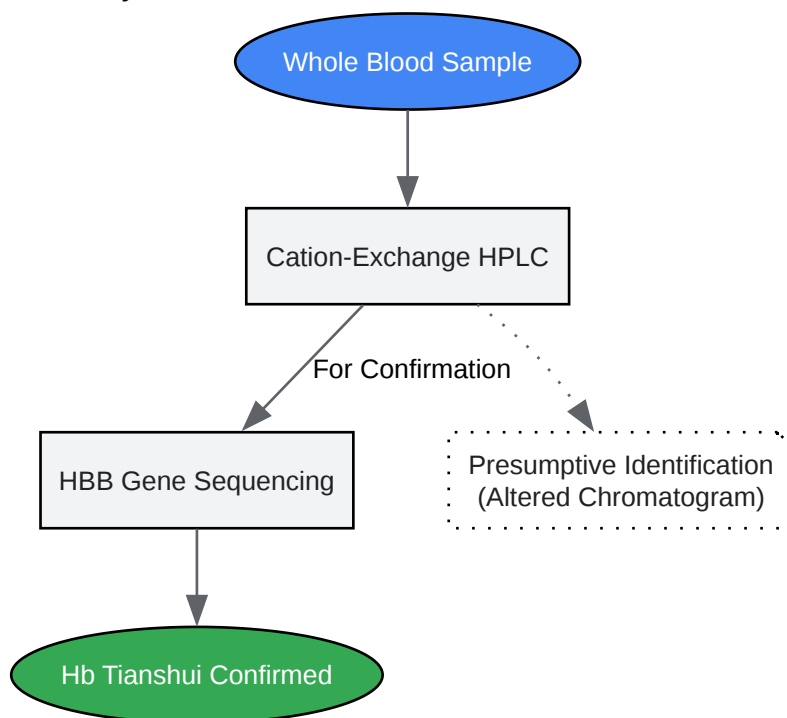 Whole Blood Sample
Cation-Exchange HPLC
For Confirmation
HBB Gene Sequencing
Presumptive Identification
(Altered Chromatogram)
Hb Tianshui Confirmed